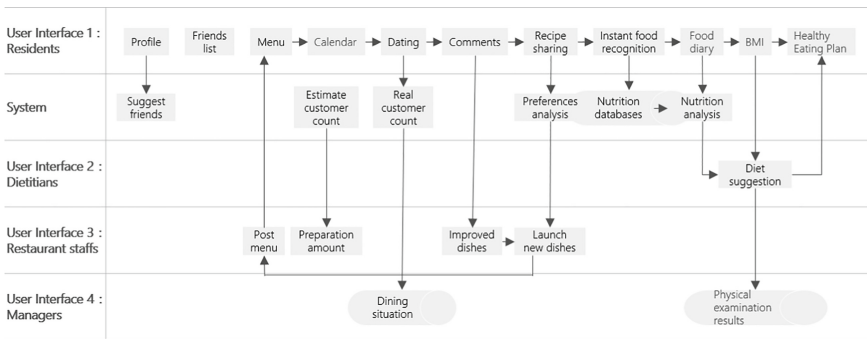 User Interface 1 :
Residents
Profile
Friends
list
Menu
Calendar
Dating
Comments
Recipe
sharing
Instant food
recognition
Food
diary
BMI
Healthy
Eating Plan
System
Suggest
friends
Estimate
customer
count
Real
customer
count
Preferences
analysis
Nutrition
databases
Nutrition
analysis
User Interface 2 :
Dietitians
Diet
suggestion
User Interface 3 :
Restaurant staffs
Post
menu
Preparation
amount
Improved
dishes
Launch
new dishes
User Interface 4 :
Managers
Dining
situation
Physical
examination
results